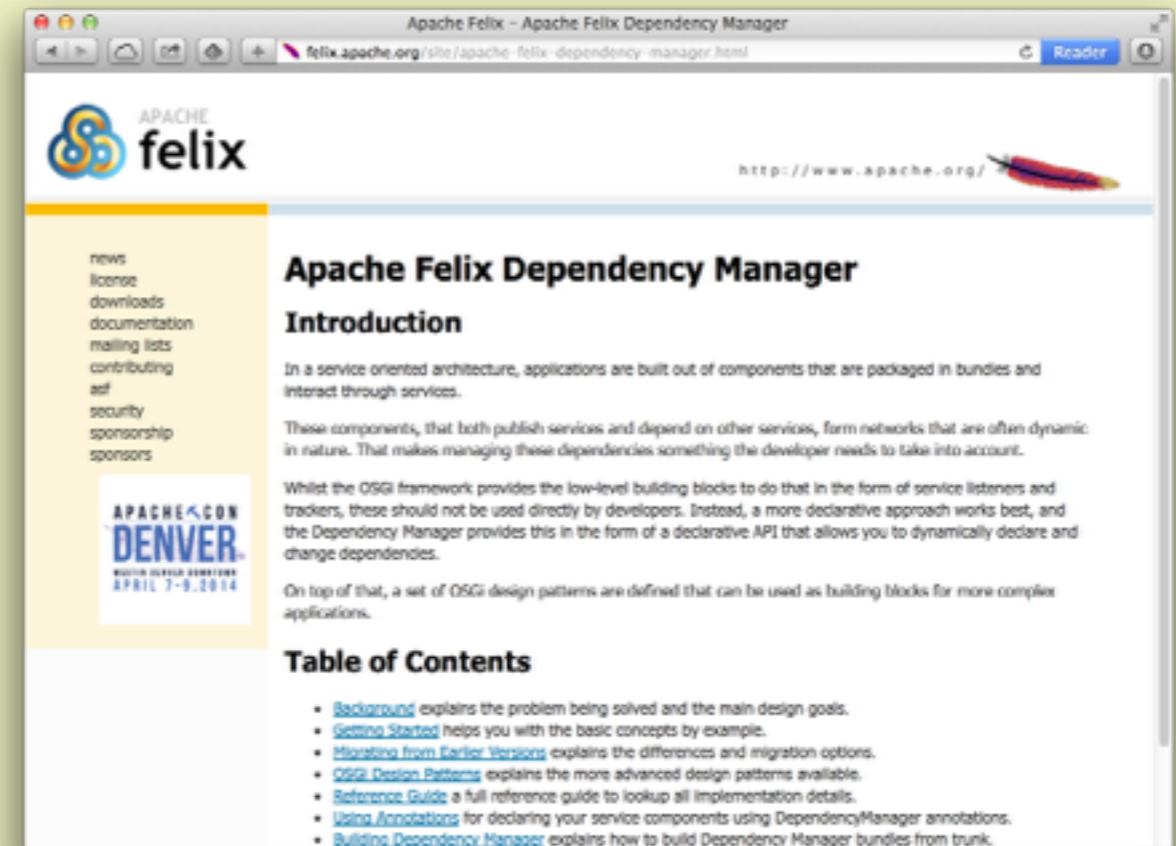 Apache Felix – Apache Felix Dependency Manager
felix.apache.org/site/apache-felix-dependency-manager.html
Reader
APACHE
felix
http://www.apache.org/
news
license
downloads
documentation
mailing lists
contributing
asf
security
sponsorship
sponsors
APACHE CON
DENVER
APRIL 7-9, 2014
Apache Felix Dependency Manager
Introduction
In a service oriented architecture, applications are built out of components that are packaged in bundles and
interact through services.
These components, that both publish services and depend on other services, form networks that are often dynamic
in nature. That makes managing these dependencies something the developer needs to take into account.
Whilst the OSGi framework provides the low-level building blocks to do that in the form of service listeners and
trackers, these should not be used directly by developers. Instead, a more declarative approach works best, and
the Dependency Manager provides this in the form of a declarative API that allows you to dynamically declare and
change dependencies.
On top of that, a set of OSGi design patterns are defined that can be used as building blocks for more complex
applications.
Table of Contents
• Background explains the problem being solved and the main design goals.
• Getting Started helps you with the basic concepts by example.
• Migrating from Earlier Versions explains the differences and migration options.
• OSGi Design Patterns explains the more advanced design patterns available.
• Reference Guide a full reference guide to lookup all implementation details.
• Using Annotations for declaring your service components using DependencyManager annotations.
• Building Dependency Manager explains how to build Dependency Manager bundles from trunk.